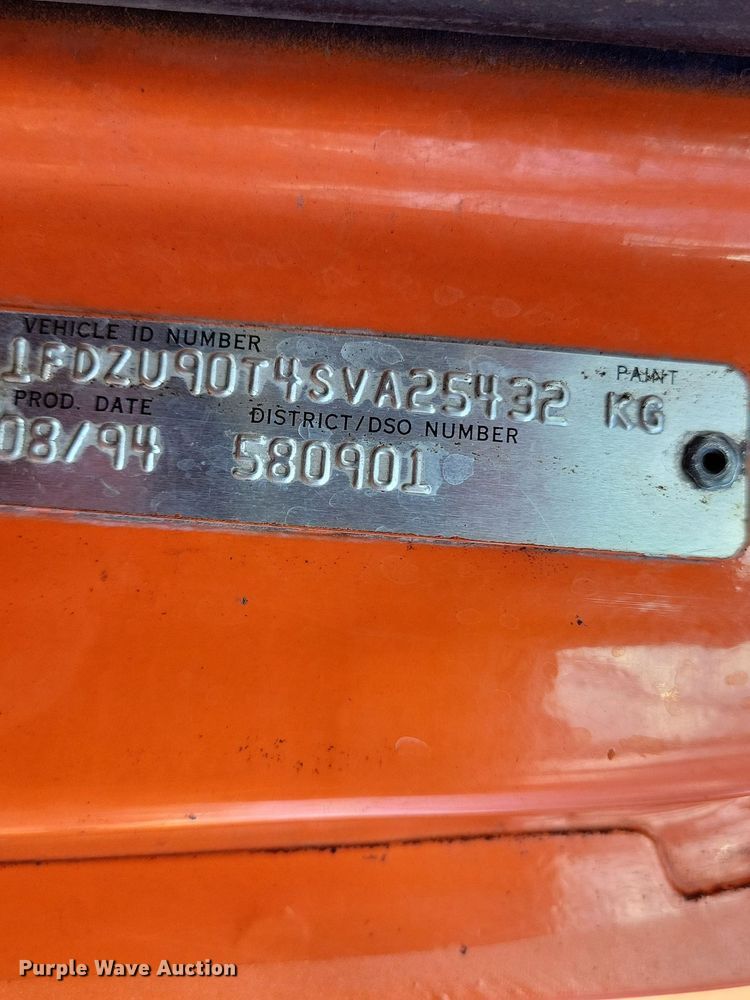 VEHICLE ID NUMBER
1FDZU90T4SVA25432 KG
PAINT
PROD. DATE DISTRICT/DSO NUMBER
08/94 580901
Purple Wave Auction